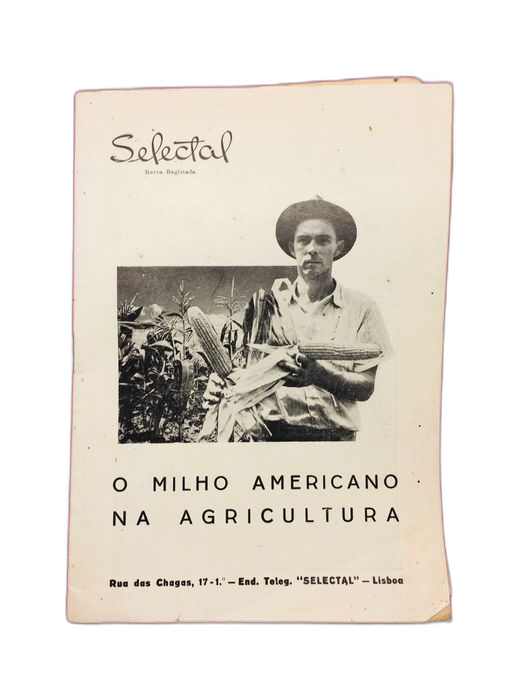 Selectal
Marca Registada
O MILHO AMERICANO
NA AGRICULTURA
Rua das Chagas, 17-1.º — End. Teleg. "SELECTAL" — Lisboa